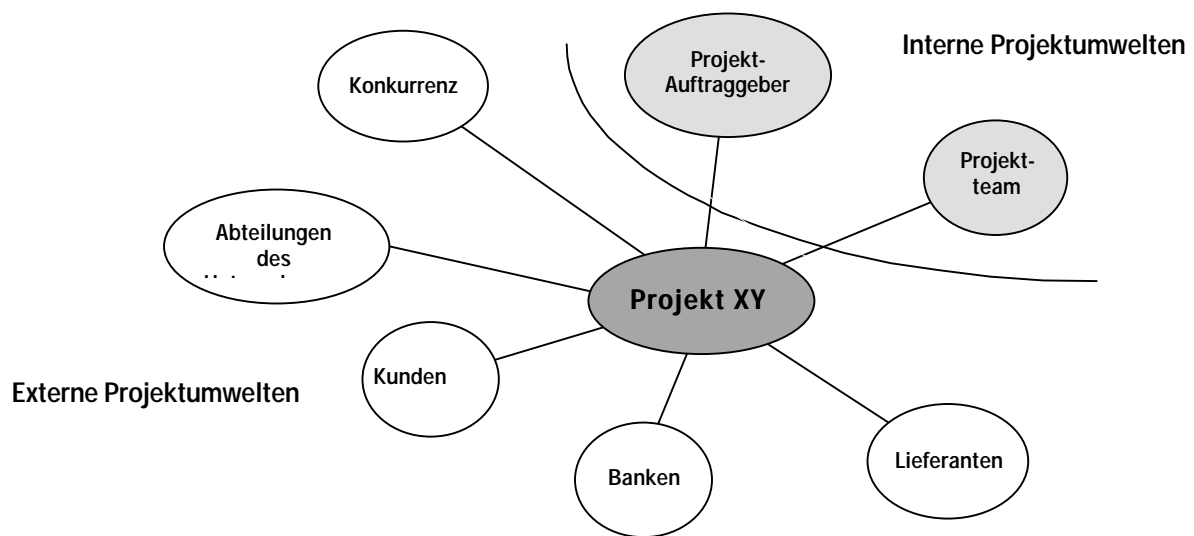 Interne Projektumwelten
Projekt-
Auftraggeber
Konkurrenz
Projekt-
team
Abteilungen
des
Projekt XY
Kunden
Externe Projektumwelten
Lieferanten
Banken